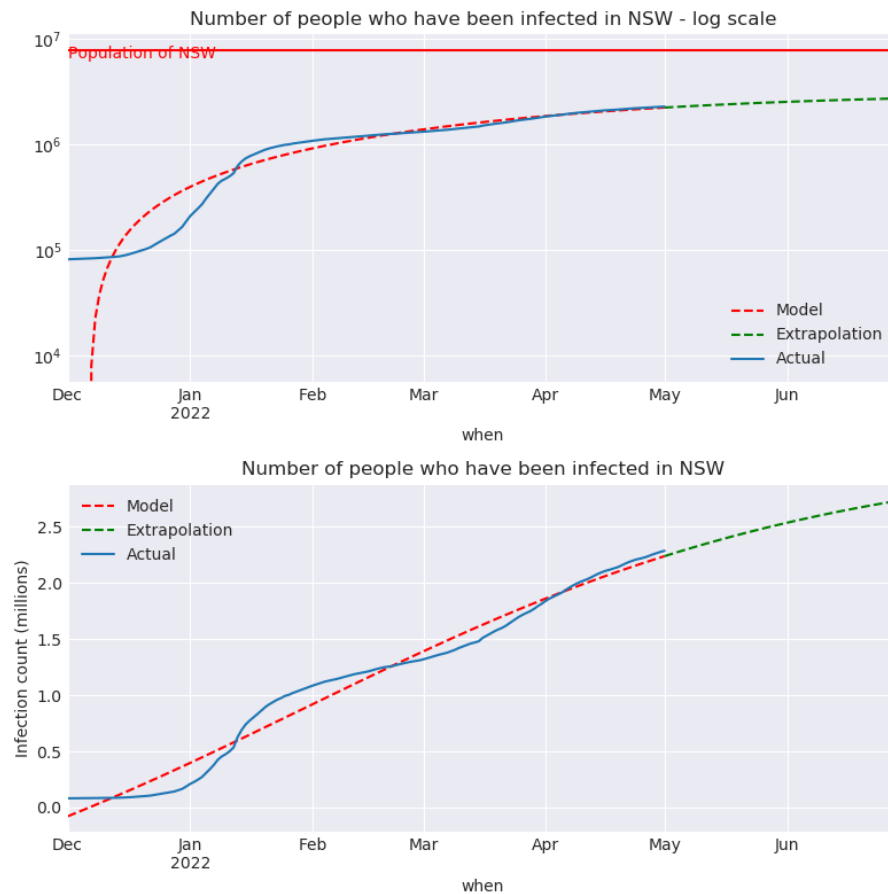 Number of people who have been infected in NSW - log scale
10⁷
Population of NSW
10⁶
10⁵
10⁴
Model
Extrapolation
Actual
Dec Jan Feb Mar Apr May Jun
2022
when
Number of people who have been infected in NSW
Model
Extrapolation
Actual
Infection count (millions)
2.5
2.0
1.5
1.0
0.5
0.0
Dec Jan Feb Mar Apr May Jun
2022
when